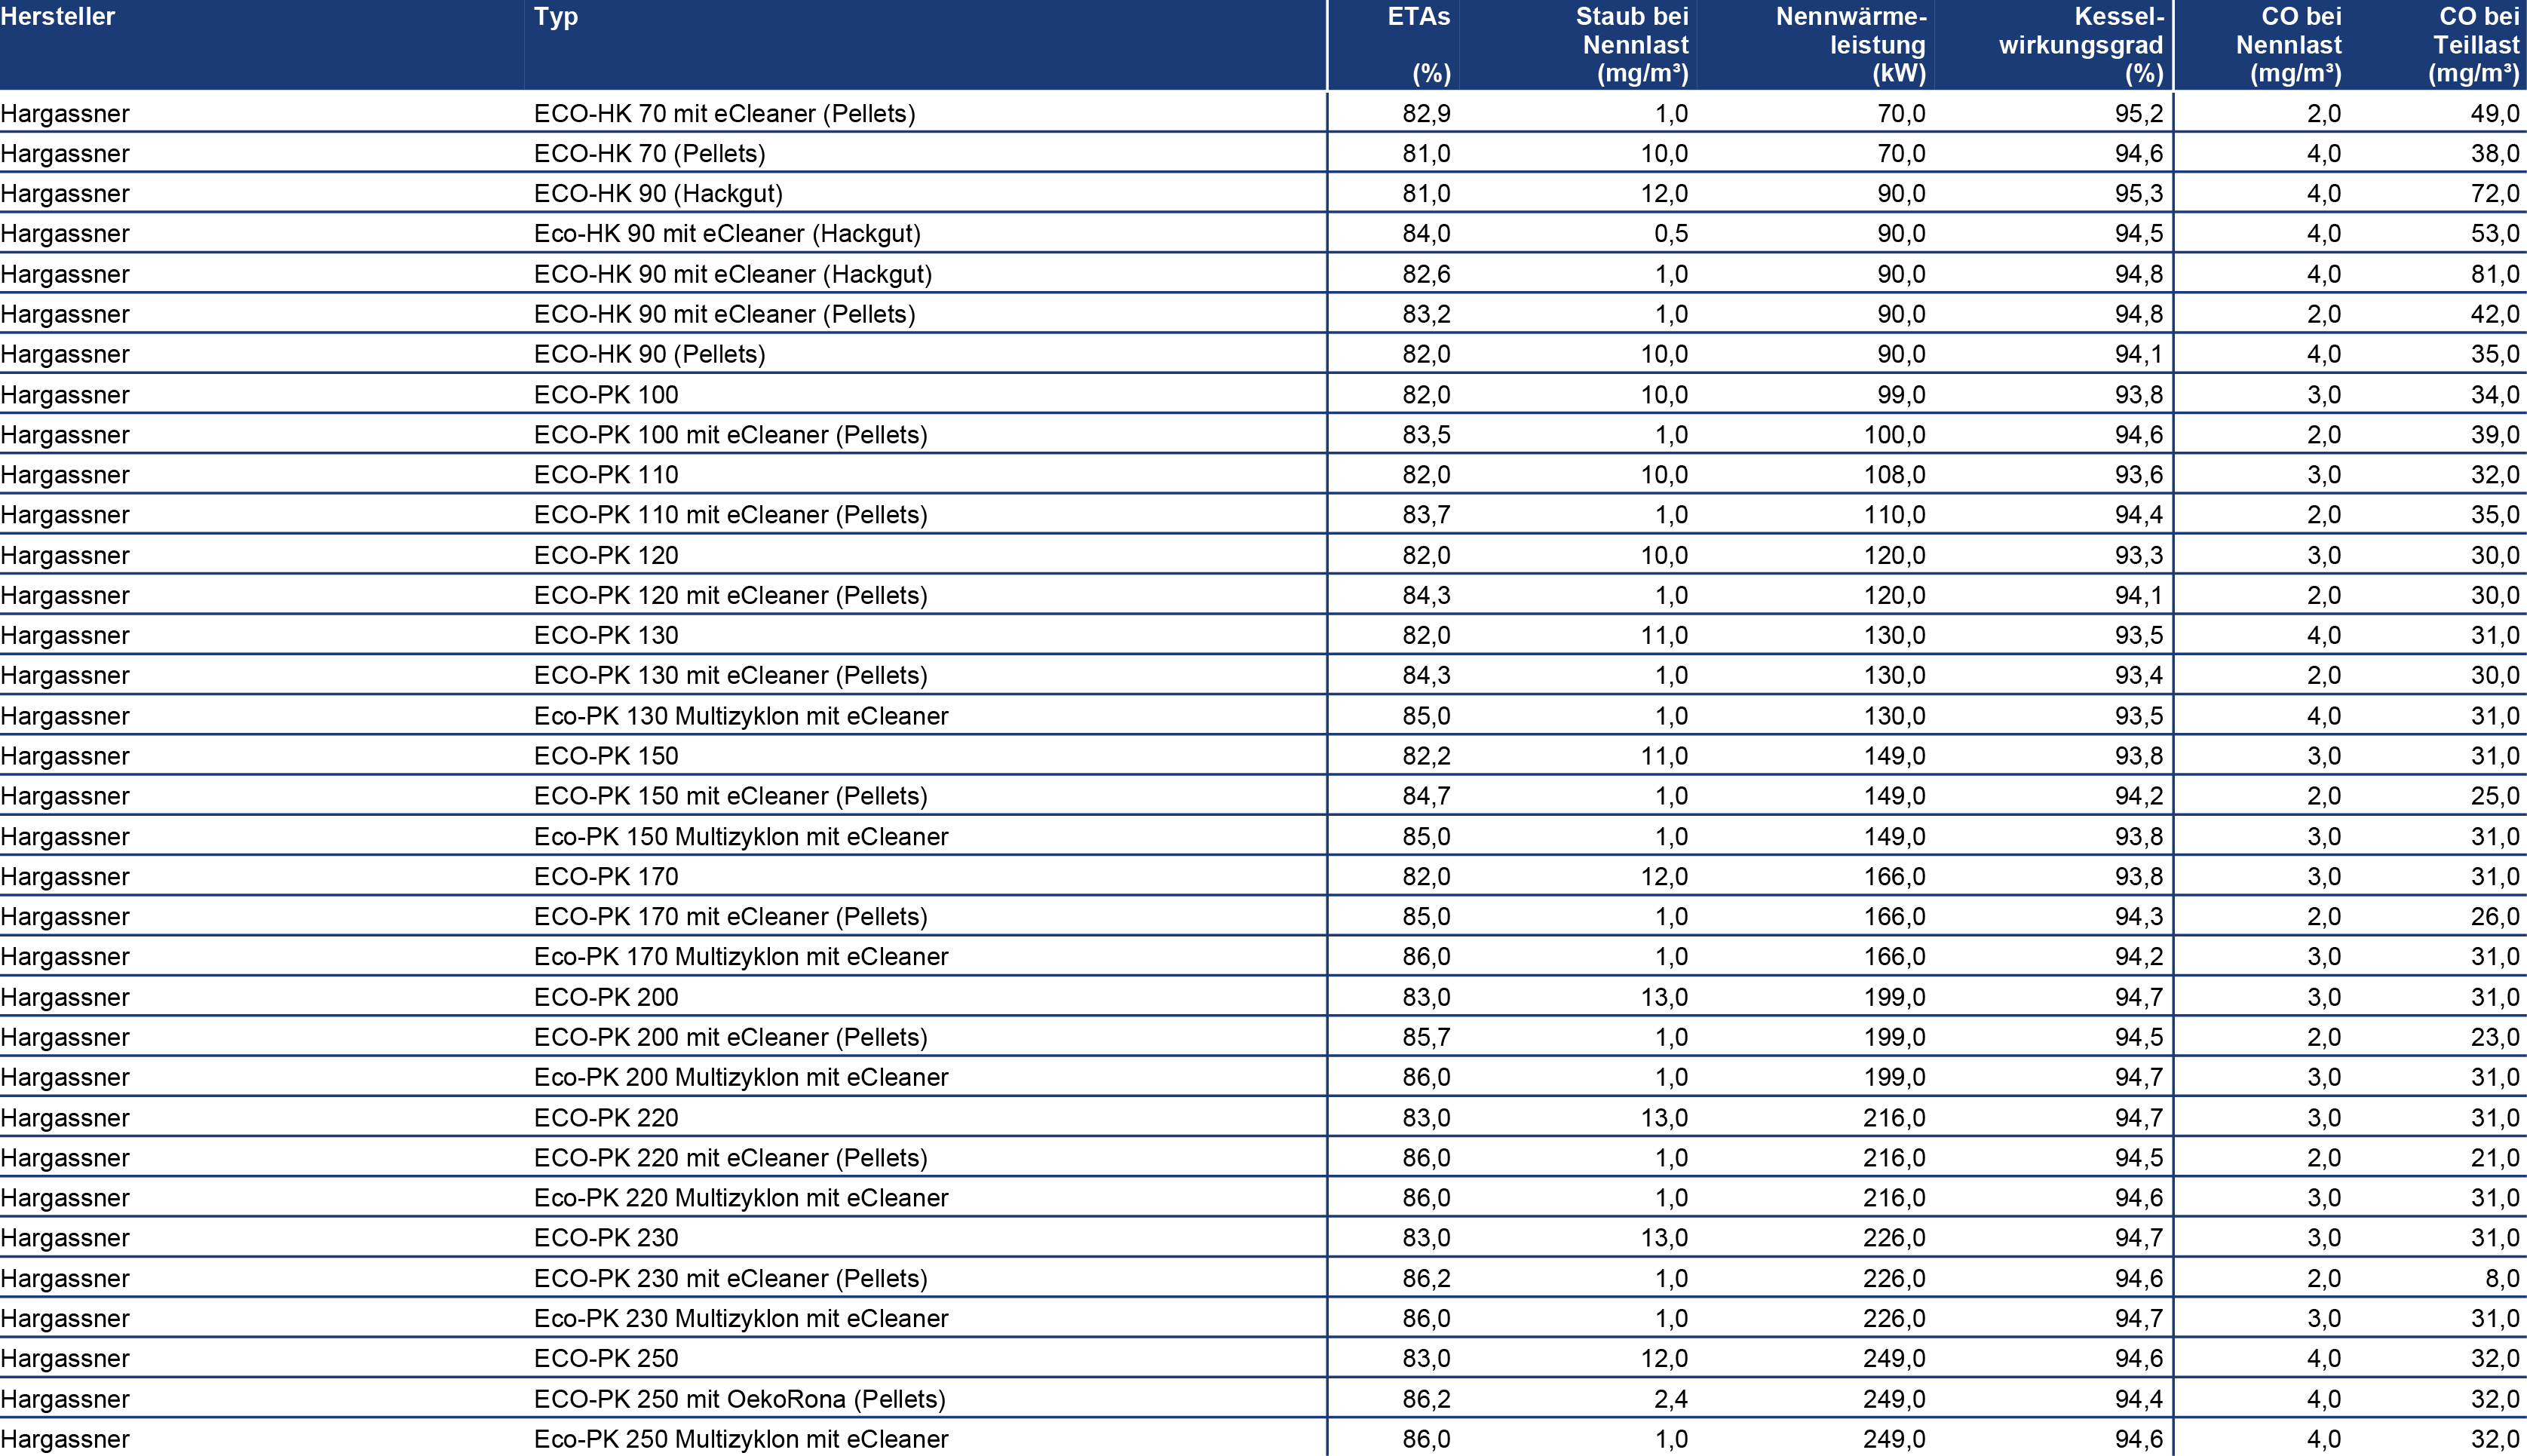 Hersteller Typ ETAs (%) Staub bei Nennlast (mg/m³) Nennwärme-leistung (kW) Kessel-wirkungsgrad (%) CO bei Nennlast (mg/m³) CO bei Teillast (mg/m³)
Hargassner ECO-HK 70 mit eCleaner (Pellets) 82,9 1,0 70,0 95,2 2,0 49,0
Hargassner ECO-HK 70 (Pellets) 81,0 10,0 70,0 94,6 4,0 38,0
Hargassner ECO-HK 90 (Hackgut) 81,0 12,0 90,0 95,3 4,0 72,0
Hargassner Eco-HK 90 mit eCleaner (Hackgut) 84,0 0,5 90,0 94,5 4,0 53,0
Hargassner ECO-HK 90 mit eCleaner (Hackgut) 82,6 1,0 90,0 94,8 4,0 81,0
Hargassner ECO-HK 90 mit eCleaner (Pellets) 83,2 1,0 90,0 94,8 2,0 42,0
Hargassner ECO-HK 90 (Pellets) 82,0 10,0 90,0 94,1 4,0 35,0
Hargassner ECO-PK 100 82,0 10,0 99,0 93,8 3,0 34,0
Hargassner ECO-PK 100 mit eCleaner (Pellets) 83,5 1,0 100,0 94,6 2,0 39,0
Hargassner ECO-PK 110 82,0 10,0 108,0 93,6 3,0 32,0
Hargassner ECO-PK 110 mit eCleaner (Pellets) 83,7 1,0 110,0 94,4 2,0 35,0
Hargassner ECO-PK 120 82,0 10,0 120,0 93,3 3,0 30,0
Hargassner ECO-PK 120 mit eCleaner (Pellets) 84,3 1,0 120,0 94,1 2,0 30,0
Hargassner ECO-PK 130 82,0 11,0 130,0 93,5 4,0 31,0
Hargassner ECO-PK 130 mit eCleaner (Pellets) 84,3 1,0 130,0 93,4 2,0 30,0
Hargassner Eco-PK 130 Multizyklon mit eCleaner 85,0 1,0 130,0 93,5 4,0 31,0
Hargassner ECO-PK 150 82,2 11,0 149,0 93,8 3,0 31,0
Hargassner ECO-PK 150 mit eCleaner (Pellets) 84,7 1,0 149,0 94,2 2,0 25,0
Hargassner Eco-PK 150 Multizyklon mit eCleaner 85,0 1,0 149,0 93,8 3,0 31,0
Hargassner ECO-PK 170 82,0 12,0 166,0 93,8 3,0 31,0
Hargassner ECO-PK 170 mit eCleaner (Pellets) 85,0 1,0 166,0 94,3 2,0 26,0
Hargassner Eco-PK 170 Multizyklon mit eCleaner 86,0 1,0 166,0 94,2 3,0 31,0
Hargassner ECO-PK 200 83,0 13,0 199,0 94,7 3,0 31,0
Hargassner ECO-PK 200 mit eCleaner (Pellets) 85,7 1,0 199,0 94,5 2,0 23,0
Hargassner Eco-PK 200 Multizyklon mit eCleaner 86,0 1,0 199,0 94,7 3,0 31,0
Hargassner ECO-PK 220 83,0 13,0 216,0 94,7 3,0 31,0
Hargassner ECO-PK 220 mit eCleaner (Pellets) 86,0 1,0 216,0 94,5 2,0 21,0
Hargassner Eco-PK 220 Multizyklon mit eCleaner 86,0 1,0 216,0 94,6 3,0 31,0
Hargassner ECO-PK 230 83,0 13,0 226,0 94,7 3,0 31,0
Hargassner ECO-PK 230 mit eCleaner (Pellets) 86,2 1,0 226,0 94,6 2,0 8,0
Hargassner Eco-PK 230 Multizyklon mit eCleaner 86,0 1,0 226,0 94,7 3,0 31,0
Hargassner ECO-PK 250 83,0 12,0 249,0 94,6 4,0 32,0
Hargassner ECO-PK 250 mit OekoRona (Pellets) 86,2 2,4 249,0 94,4 4,0 32,0
Hargassner Eco-PK 250 Multizyklon mit eCleaner 86,0 1,0 249,0 94,6 4,0 32,0